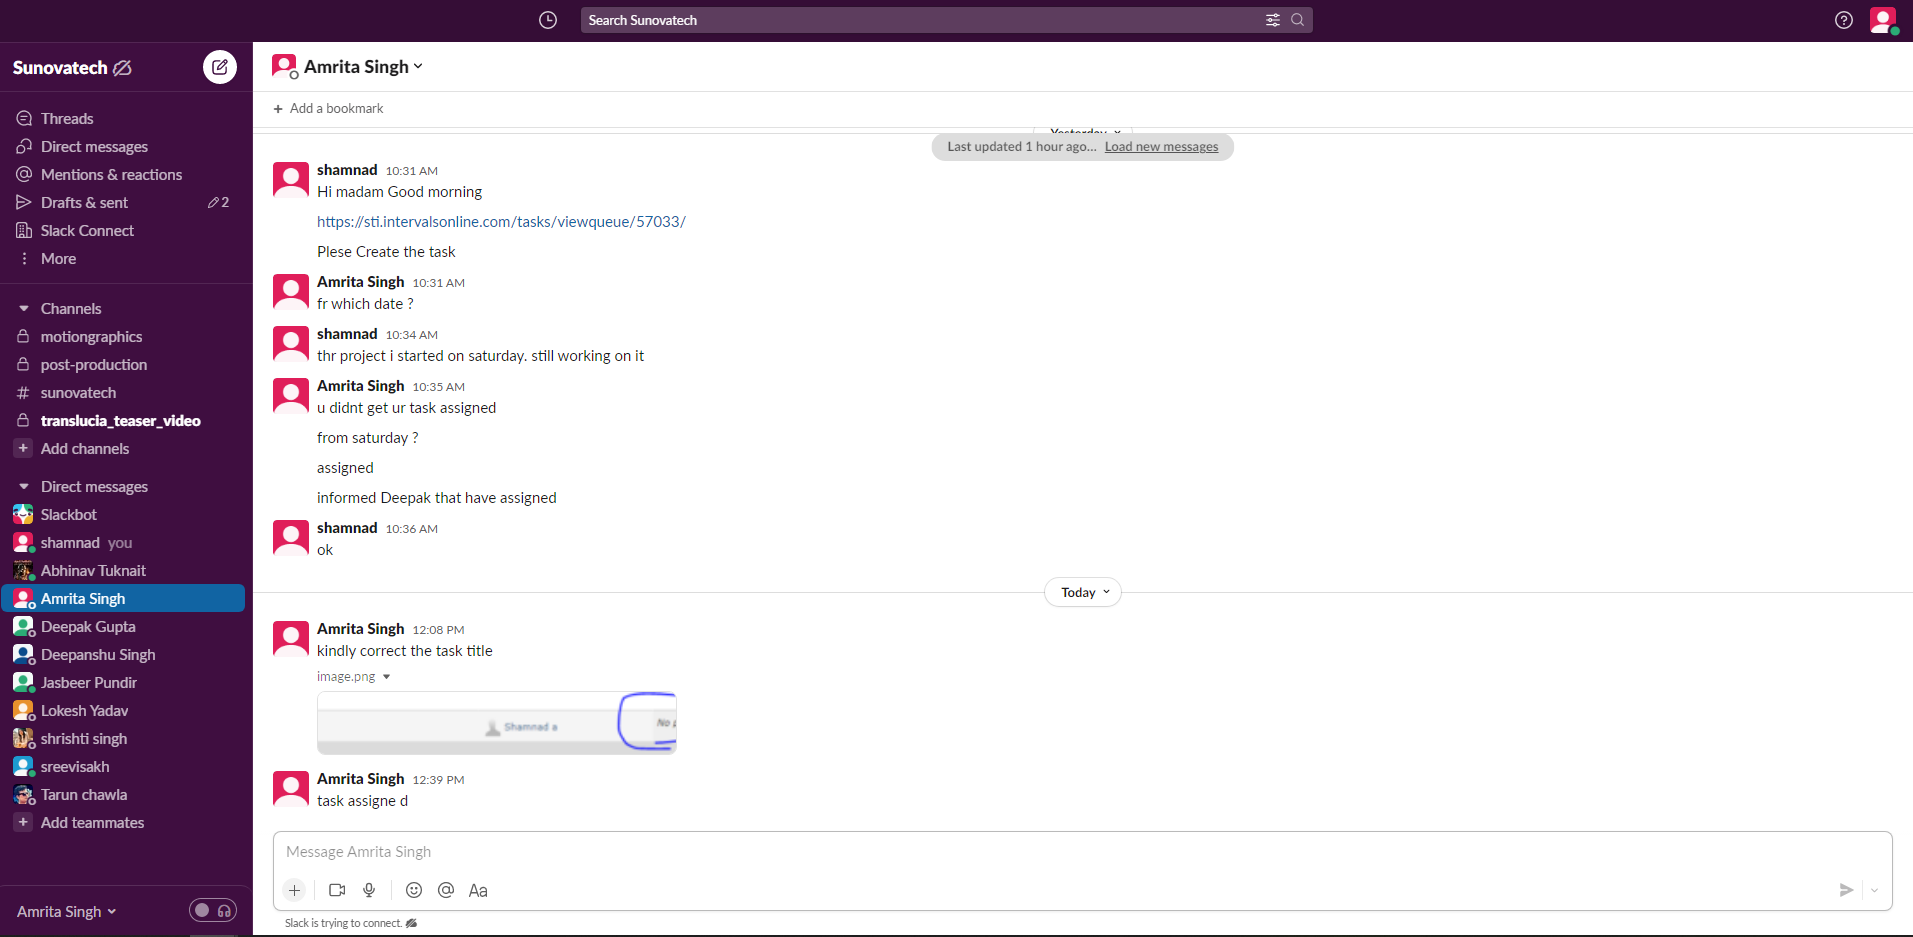 Search Sunovatech
Sunovatech
Threads
Direct messages
Mentions & reactions
Drafts & sent 2
Slack Connect
More
Channels
motiongraphics
post-production
sunovatech
translucia_teaser_video
Add channels
Direct messages
Slackbot
shamnad you
Abhinav Tuknait
Amrita Singh
Deepak Gupta
Deepanshu Singh
Jasbeer Pundir
Lokesh Yadav
shrishti singh
sreevisakh
Tarun chawla
Add teammates
Amrita Singh
Amrita Singh
Add a bookmark
Yesterday
Last updated 1 hour ago... Load new messages
shamnad 10:31 AM
Hi madam Good morning
https://sti.intervalsonline.com/tasks/viewqueue/57033/
Plese Create the task
Amrita Singh 10:31 AM
fr which date ?
shamnad 10:34 AM
thr project i started on saturday. still working on it
Amrita Singh 10:35 AM
u didnt get ur task assigned
from saturday ?
assigned
informed Deepak that have assigned
shamnad 10:36 AM
ok
Today
Amrita Singh 12:08 PM
kindly correct the task title
image.png
Shamnad a
No
Amrita Singh 12:39 PM
task assigne d
Message Amrita Singh
Aa
Slack is trying to connect.